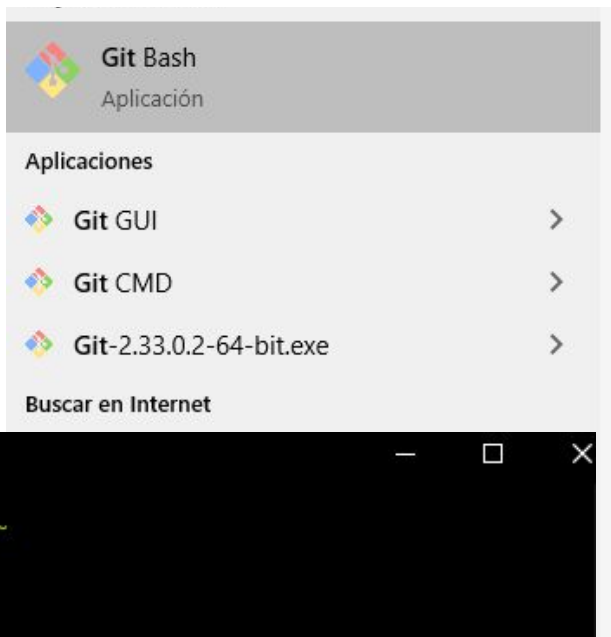 Git Bash
Aplicación
Aplicaciones
Git GUI
Git CMD
Git-2.33.0.2-64-bit.exe
Buscar en Internet
~